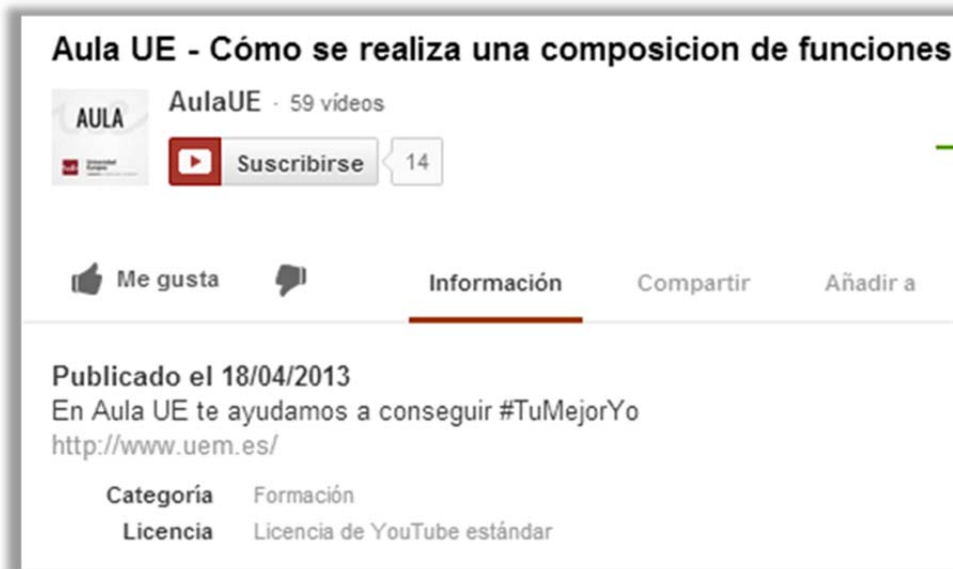 Aula UE - Cómo se realiza una composicion de funciones
AULA
AulaUE · 59 vídeos
Suscribirse 14
Me gusta Información Compartir Añadir a
Publicado el 18/04/2013
En Aula UE te ayudamos a conseguir #TuMejorYo
http://www.uem.es/
Categoría Formación
Licencia Licencia de YouTube estándar